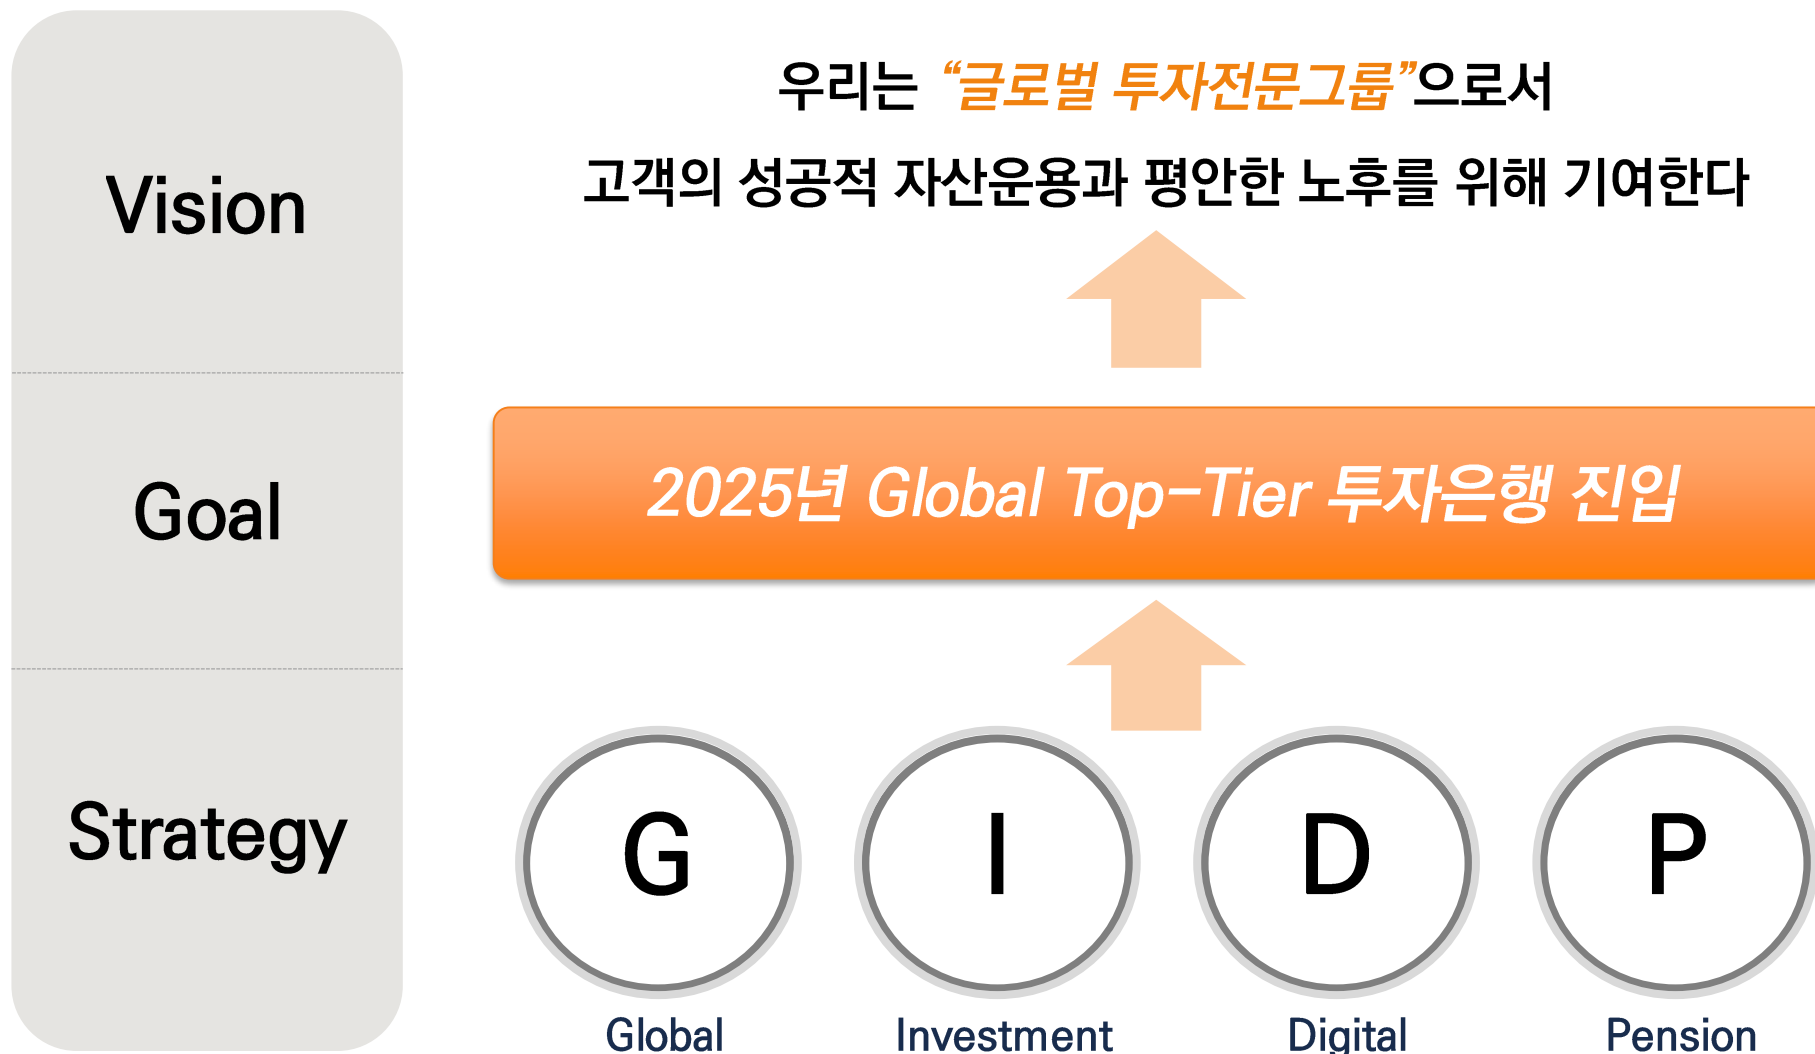 Vision
우리는 “글로벌 투자전문그룹”으로서
고객의 성공적 자산운용과 평안한 노후를 위해 기여한다
Goal
2025년 Global Top-Tier 투자은행 진입
Strategy
G I D P
Global Investment Digital Pension